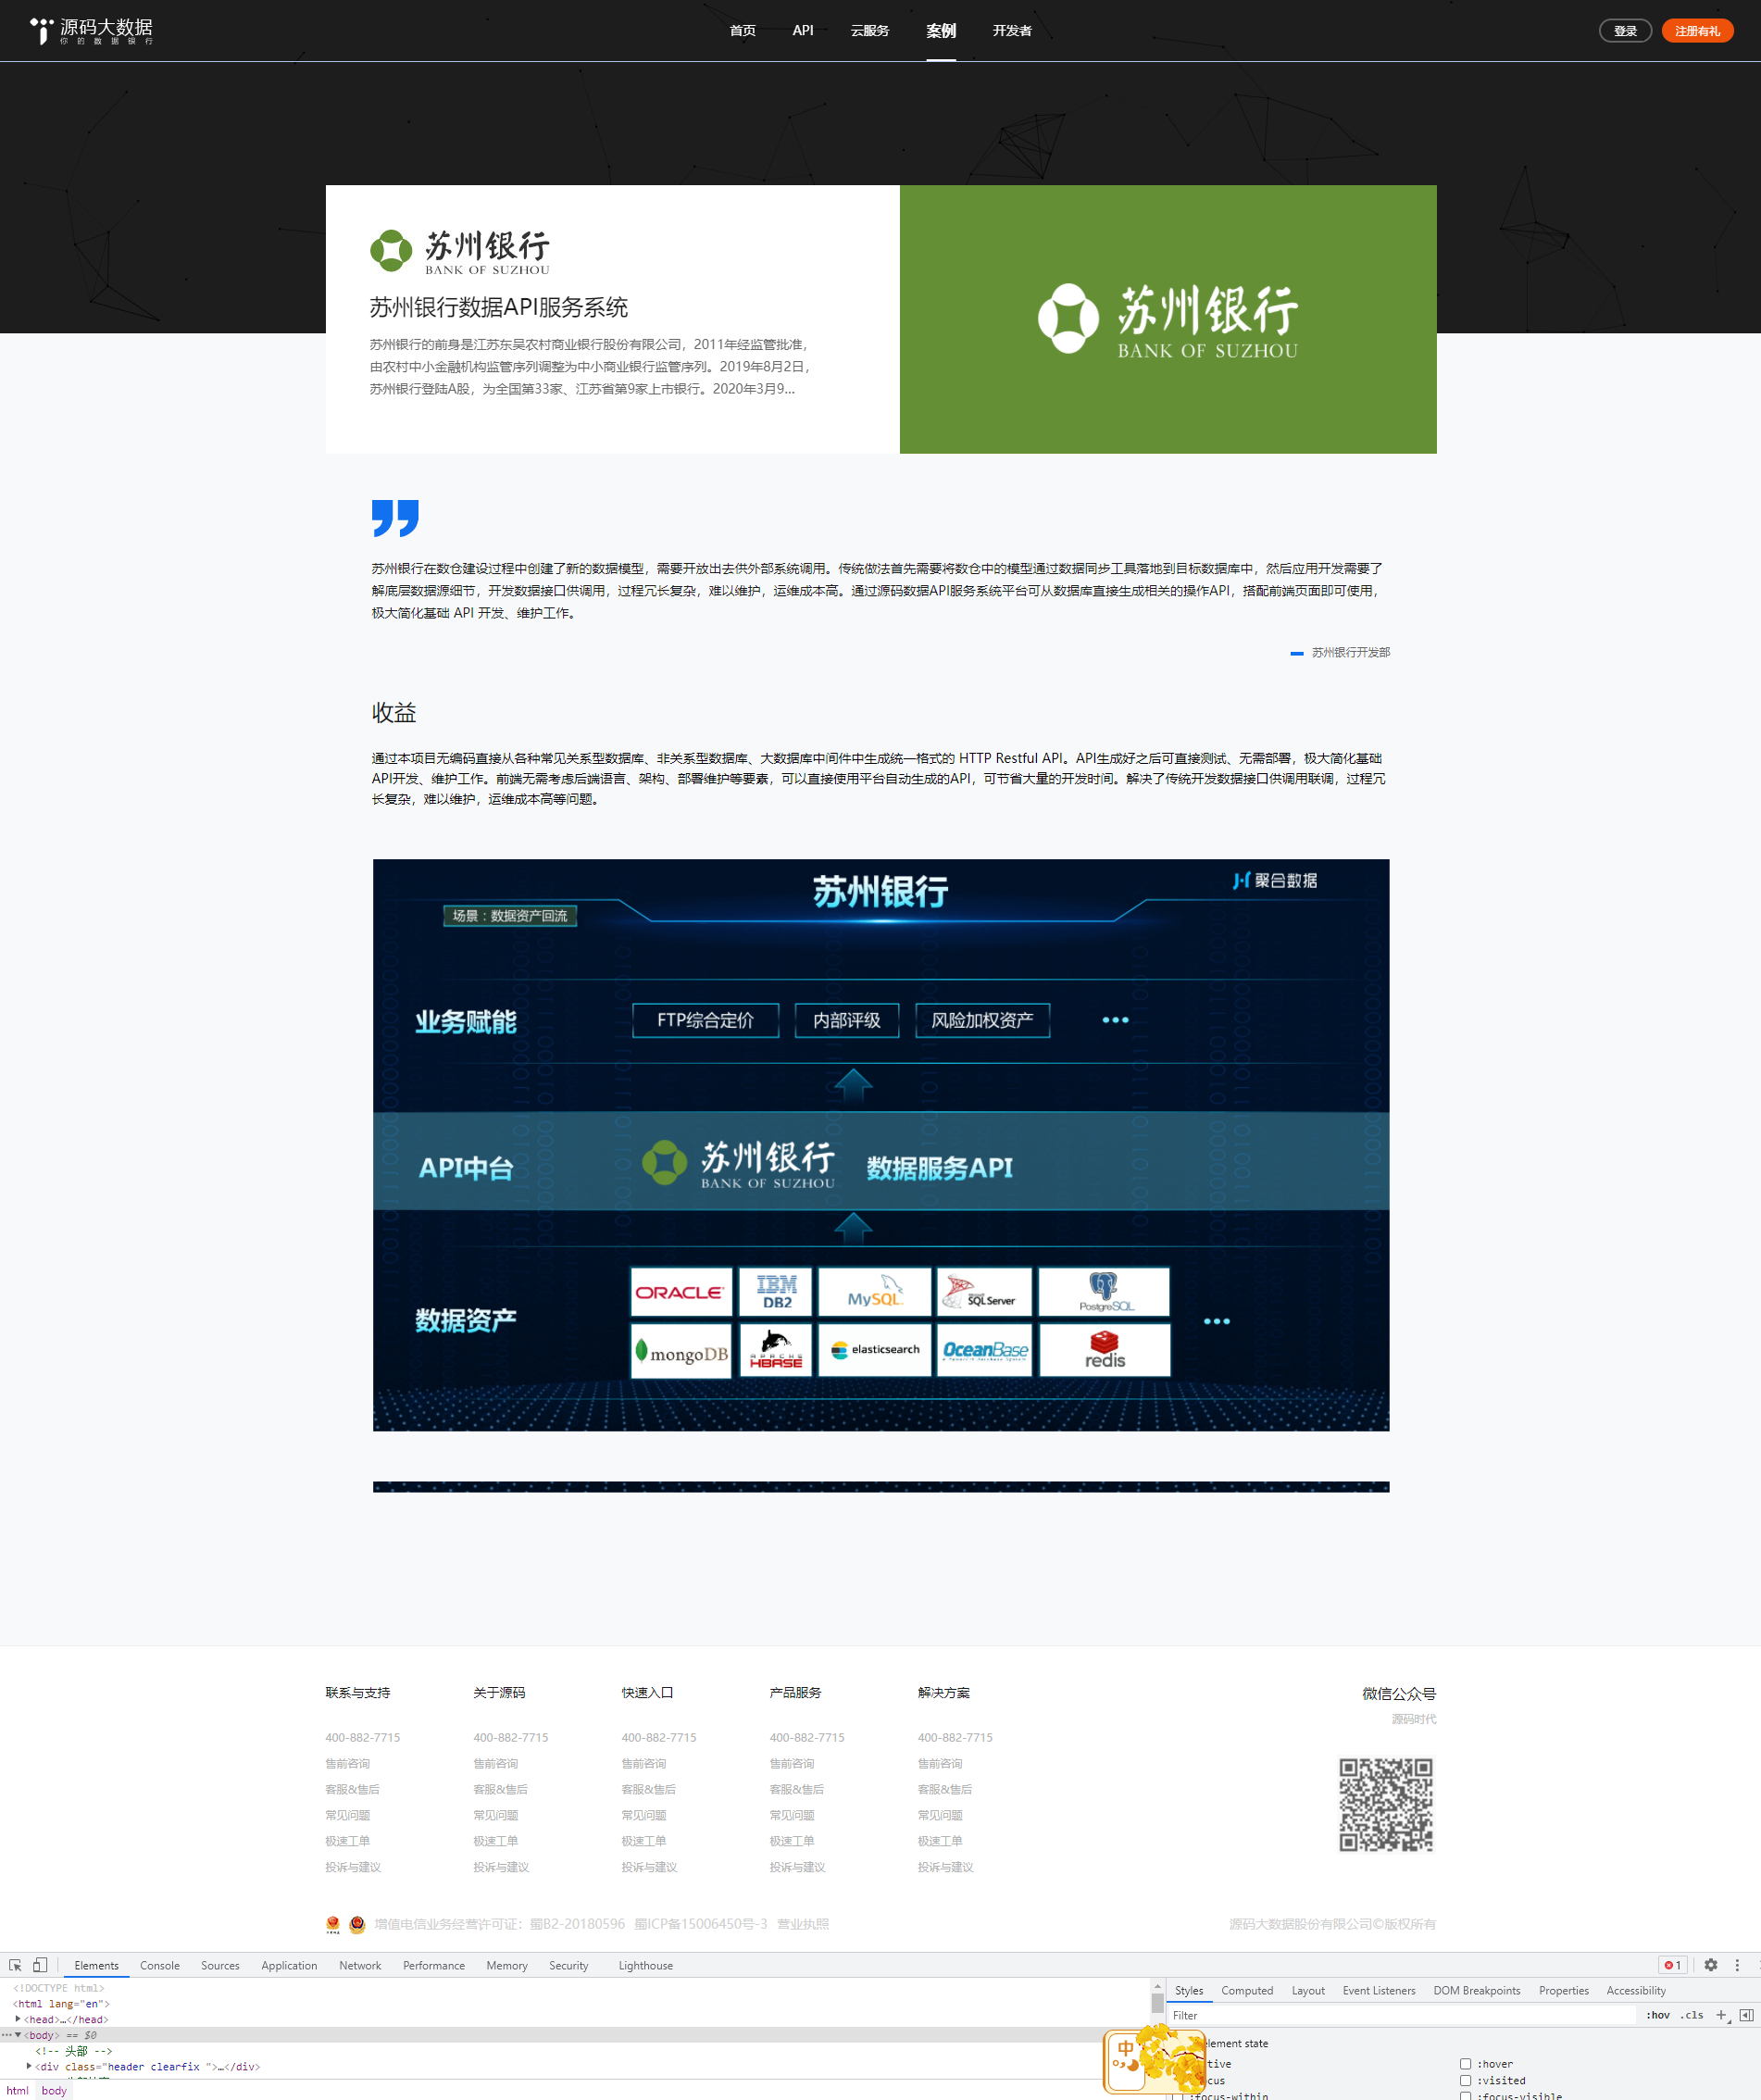 源码大数据
你的数据银行
首页 API 云服务 案例 开发者
登录 注册有礼
苏州银行
BANK OF SUZHOU
苏州银行数据API服务系统
苏州银行的前身是江苏东吴农村商业银行股份有限公司，2011年经监管批准，
由农村中小金融机构监管序列调整为中小商业银行监管序列。2019年8月2日，
苏州银行登陆A股，为全国第33家、江苏省第9家上市银行。2020年3月9...
苏州银行
BANK OF SUZHOU
苏州银行在数仓建设过程中创建了新的数据模型，需要开放出去供外部系统调用。传统做法首先需要将数仓中的模型通过数据同步工具落地到目标数据库中，然后应用开发需要了
解底层数据源细节，开发数据接口供调用，过程冗长复杂，难以维护，运维成本高。通过源码数据API服务系统平台可从数据库直接生成相关的操作API，搭配前端页面即可使用，
极大简化基础 API 开发、维护工作。
苏州银行开发部
收益
通过本项目无编码直接从各种常见关系型数据库、非关系型数据库、大数据库中间件中生成统一格式的 HTTP Restful API。API生成好之后可直接测试、无需部署，极大简化基础
API开发、维护工作。前端无需考虑后端语言、架构、部署维护等要素，可以直接使用平台自动生成的API，可节省大量的开发时间。解决了传统开发数据接口供调用联调，过程冗
长复杂，难以维护，运维成本高等问题。
苏州银行
聚合数据
场景：数据资产回流
业务赋能 FTP综合定价 内部评级 风险加权资产 •••
API中台 苏州银行 BANK OF SUZHOU 数据服务API
数据资产
ORACLE IBM DB2 MySQL SQL Server PostgreSQL
•••
mongoDB APACHE HBASE elasticsearch OceanBase redis
联系与支持 关于源码 快速入口 产品服务 解决方案
微信公众号
源码时代
400-882-7715 400-882-7715 400-882-7715 400-882-7715 400-882-7715
售前咨询 售前咨询 售前咨询 售前咨询 售前咨询
客服&售后 客服&售后 客服&售后 客服&售后 客服&售后
常见问题 常见问题 常见问题 常见问题 常见问题
极速工单 极速工单 极速工单 极速工单 极速工单
投诉与建议 投诉与建议 投诉与建议 投诉与建议 投诉与建议
增值电信业务经营许可证：蜀B2-20180596 蜀ICP备15006450号-3 营业执照
源码大数据股份有限公司©版权所有
Elements Console Sources Application Network Performance Memory Security Lighthouse
1
<!DOCTYPE html>
<html lang="en">
<head>…</head>
<body> == $0
<!-- 头部 -->
<div class="header clearfix ">…</div>
html body
Styles Computed Layout Event Listeners DOM Breakpoints Properties Accessibility
Filter
:hov .cls
element state
:hover
:visited
:focus-within
:focus-visible
中